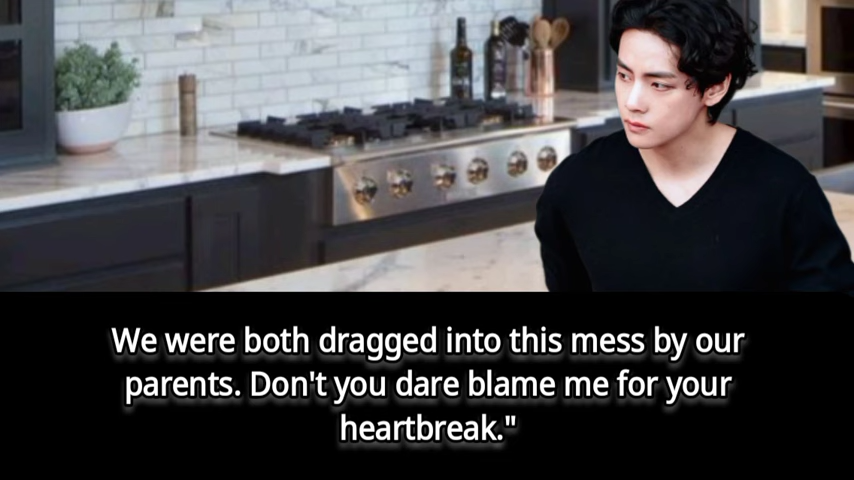 We were both dragged into this mess by our
parents. Don't you dare blame me for your
heartbreak."